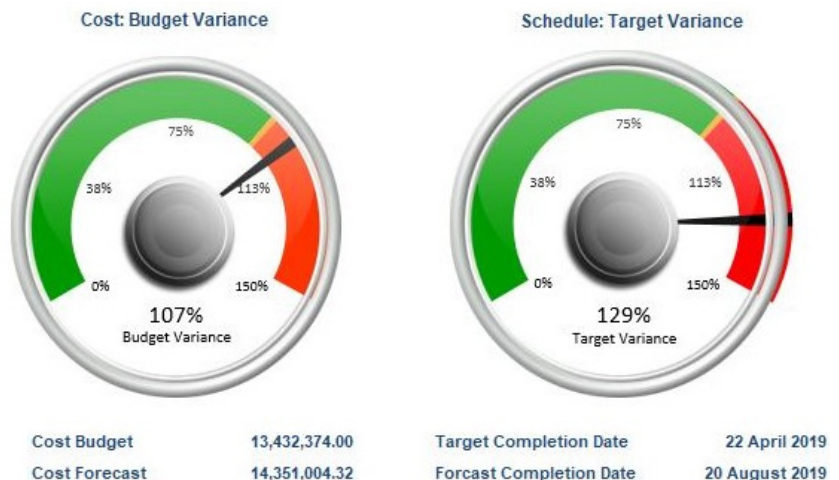 Cost: Budget Variance
75%
38%
113%
0%
150%
107%
Budget Variance
Cost Budget 13,432,374.00
Cost Forecast 14,351,004.32
Schedule: Target Variance
75%
38%
113%
0%
150%
129%
Target Variance
Target Completion Date 22 April 2019
Forcast Completion Date 20 August 2019